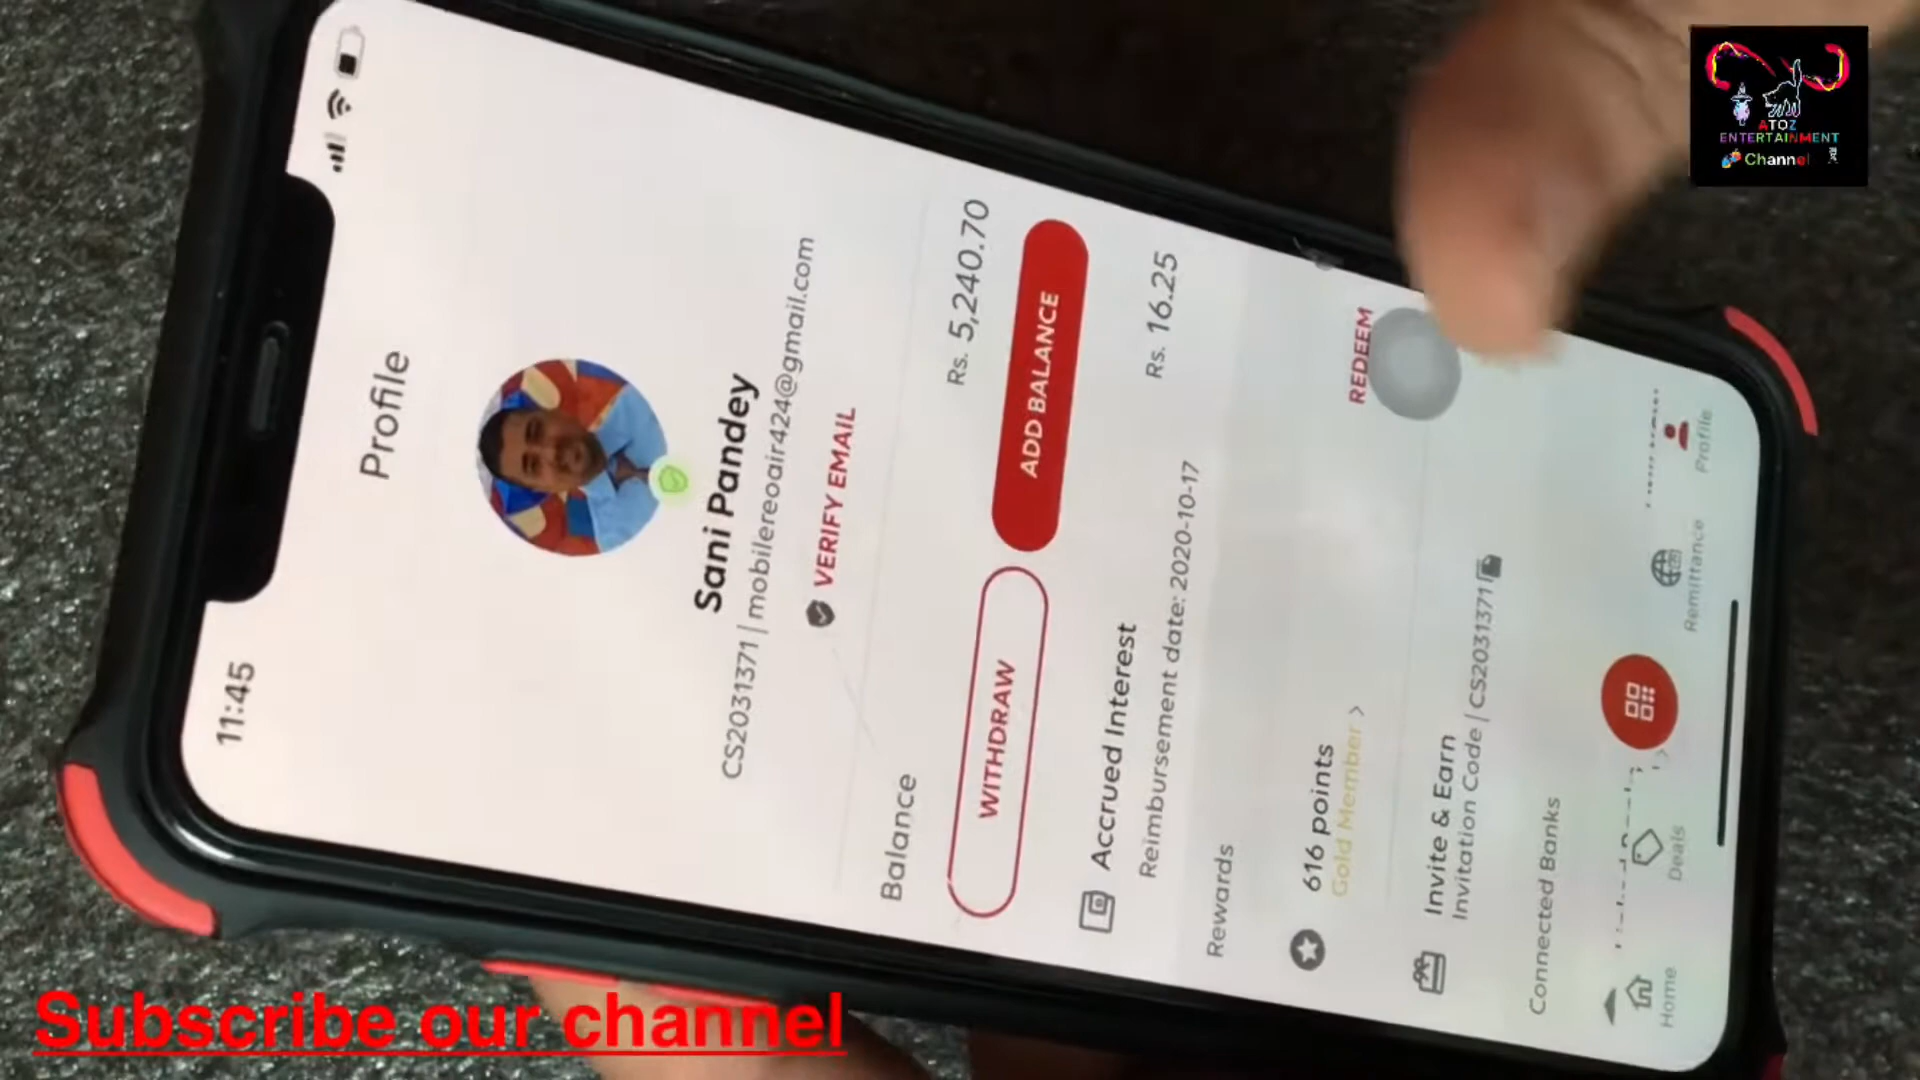 11:45
Profile
Sani Pandey
CS2031371 | mobilereoair424@gmail.com
VERIFY EMAIL
Balance
Rs. 5,240.70
WITHDRAW
ADD BALANCE
Accrued Interest
Rs. 16.25
Reimbursement date: 2020-10-17
Rewards
616 points
REDEEM
Gold Member >
Invite & Earn
Invitation Code | CS2031371
Connected Banks
Home
Deals
Remittance
Profile
ATOZ
ENTERTAINMENT
Channel
Subscribe our channel